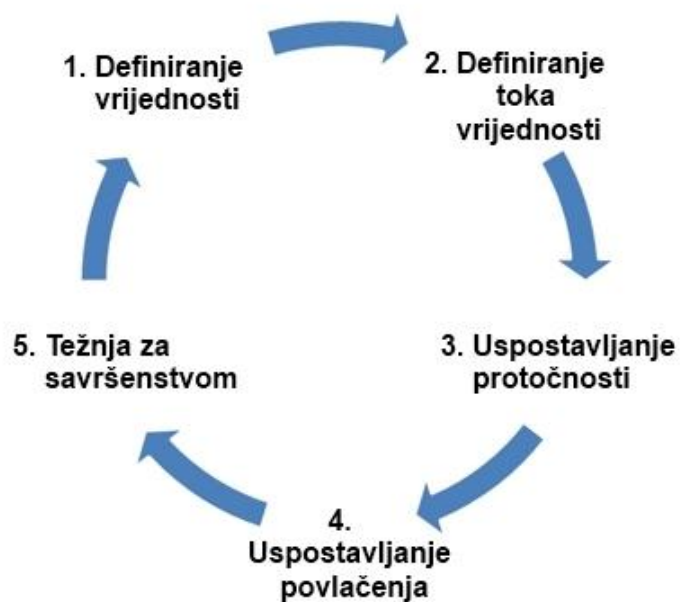 1. Definiranje
vrijednosti
2. Definiranje
toka
vrijednosti
3. Uspostavljanje
protočnosti
4.
Uspostavljanje
povlačenja
5. Težnja za
savršenstvom